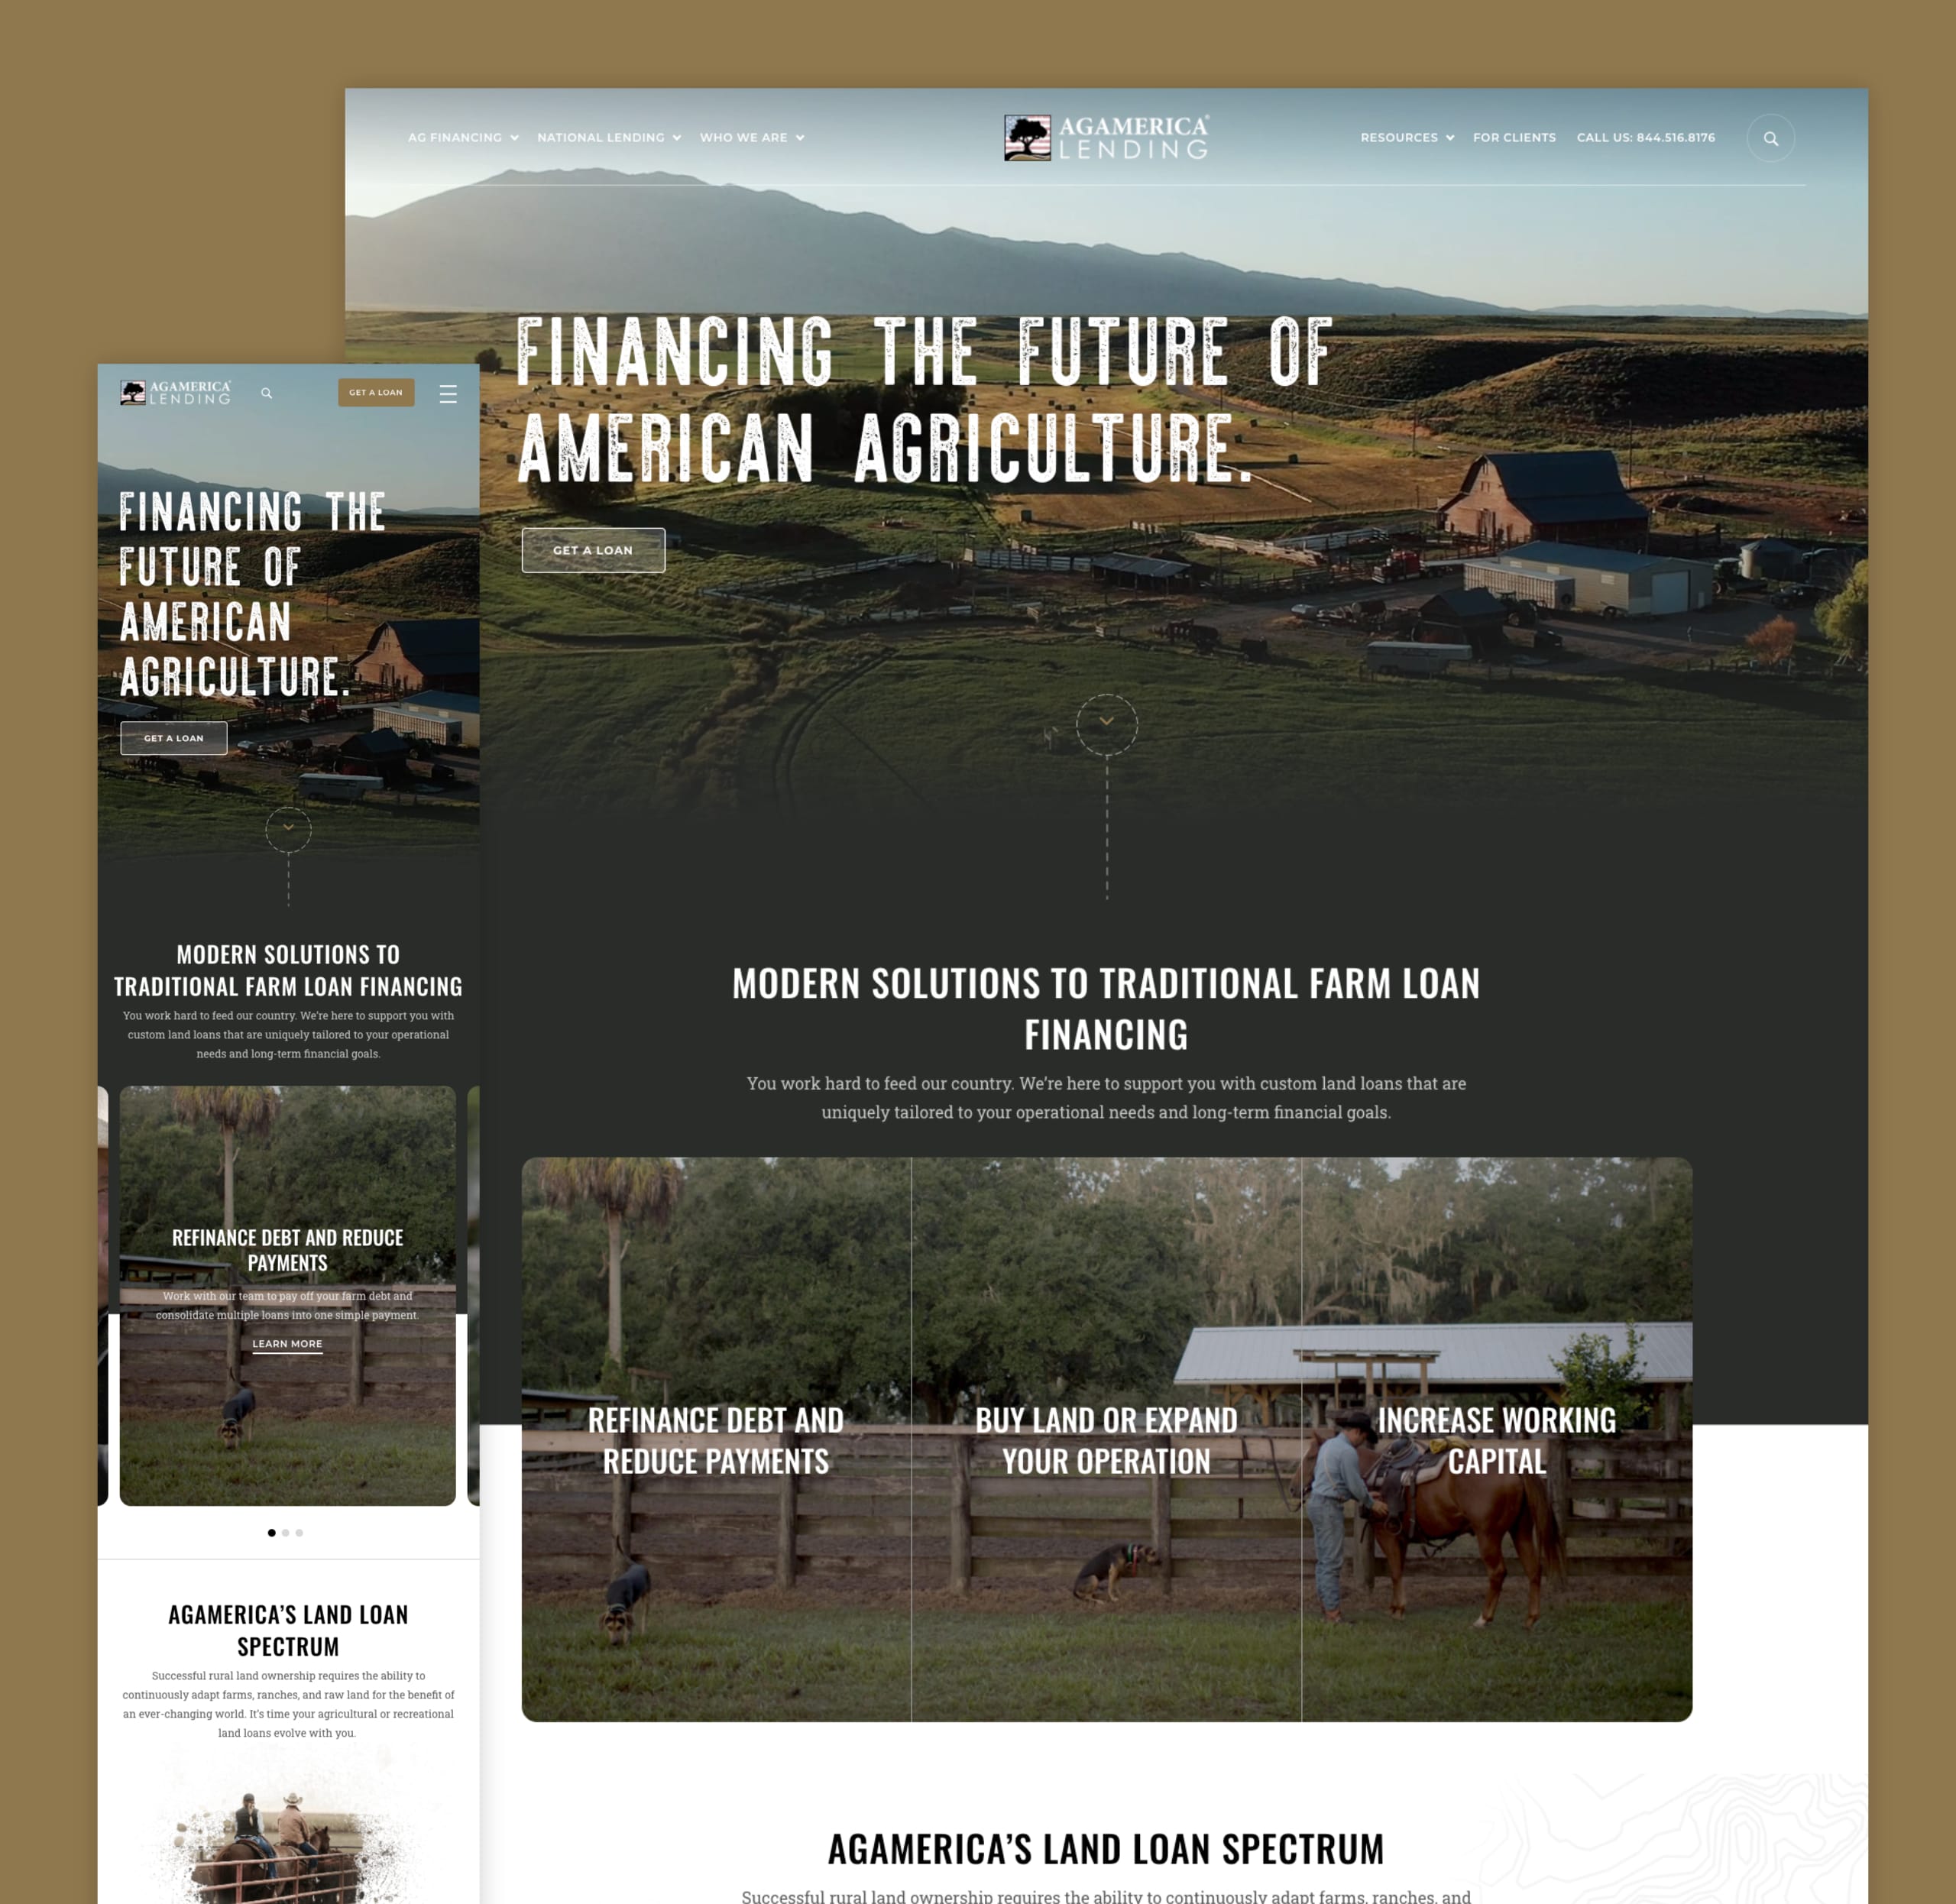 AG FINANCING NATIONAL LENDING WHO WE ARE
AGAMERICA®
LENDING
RESOURCES FOR CLIENTS CALL US: 844.516.8176
FINANCING THE FUTURE OF
AMERICAN AGRICULTURE.
GET A LOAN
MODERN SOLUTIONS TO TRADITIONAL FARM LOAN
FINANCING
You work hard to feed our country. We're here to support you with custom land loans that are
uniquely tailored to your operational needs and long-term financial goals.
REFINANCE DEBT AND
REDUCE PAYMENTS
BUY LAND OR EXPAND
YOUR OPERATION
INCREASE WORKING
CAPITAL
AGAMERICA'S LAND LOAN SPECTRUM
Successful rural land ownership requires the ability to continuously adapt farms, ranches, and
AGAMERICA
LENDING
GET A LOAN
FINANCING THE
FUTURE OF
AMERICAN
AGRICULTURE.
GET A LOAN
MODERN SOLUTIONS TO
TRADITIONAL FARM LOAN FINANCING
You work hard to feed our country. We're here to support you with
custom land loans that are uniquely tailored to your operational
needs and long-term financial goals.
REFINANCE DEBT AND REDUCE
PAYMENTS
Work with our team to pay off your farm debt and
consolidate multiple loans into one simple payment.
LEARN MORE
AGAMERICA'S LAND LOAN
SPECTRUM
Successful rural land ownership requires the ability to
continuously adapt farms, ranches, and raw land for the benefit of
an ever-changing world. It's time your agricultural or recreational
land loans evolve with you.